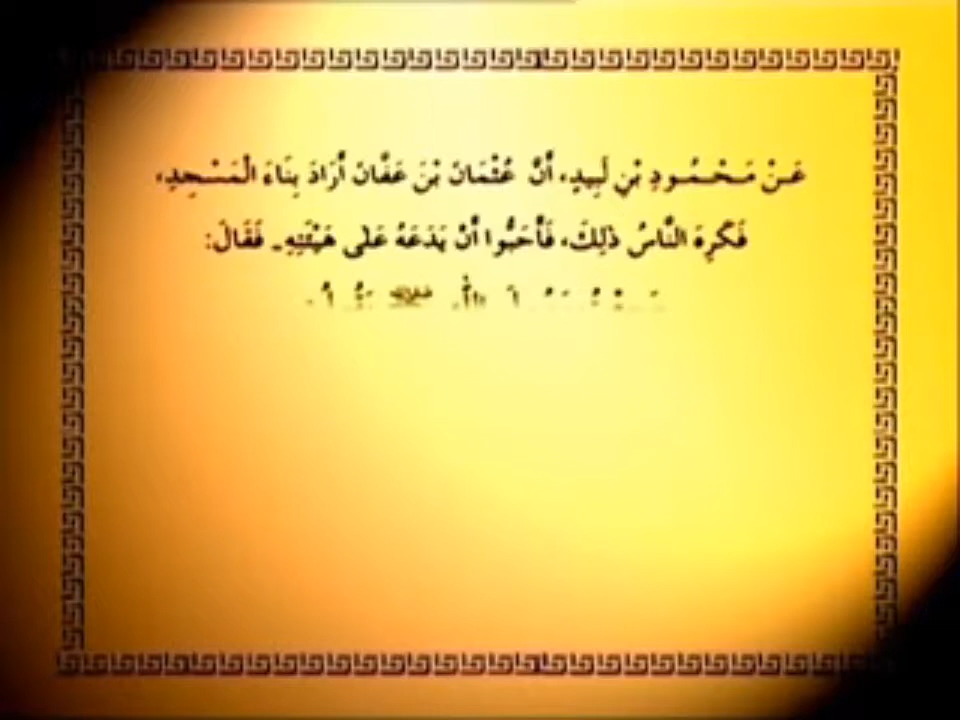 عَنْ مَحْمُودِ بْنِ لَبِيدٍ، أَنَّ عُثْمَانَ بْنَ عَفَّانَ أَرَادَ بِنَاءَ الْمَسْجِدِ،
فَكَرِهَ النَّاسُ ذٰلِكَ، فَأَحَبُّوا أَنْ يَدَعَهُ عَلَى هَيْئَتِهِ۔ فَقَالَ: